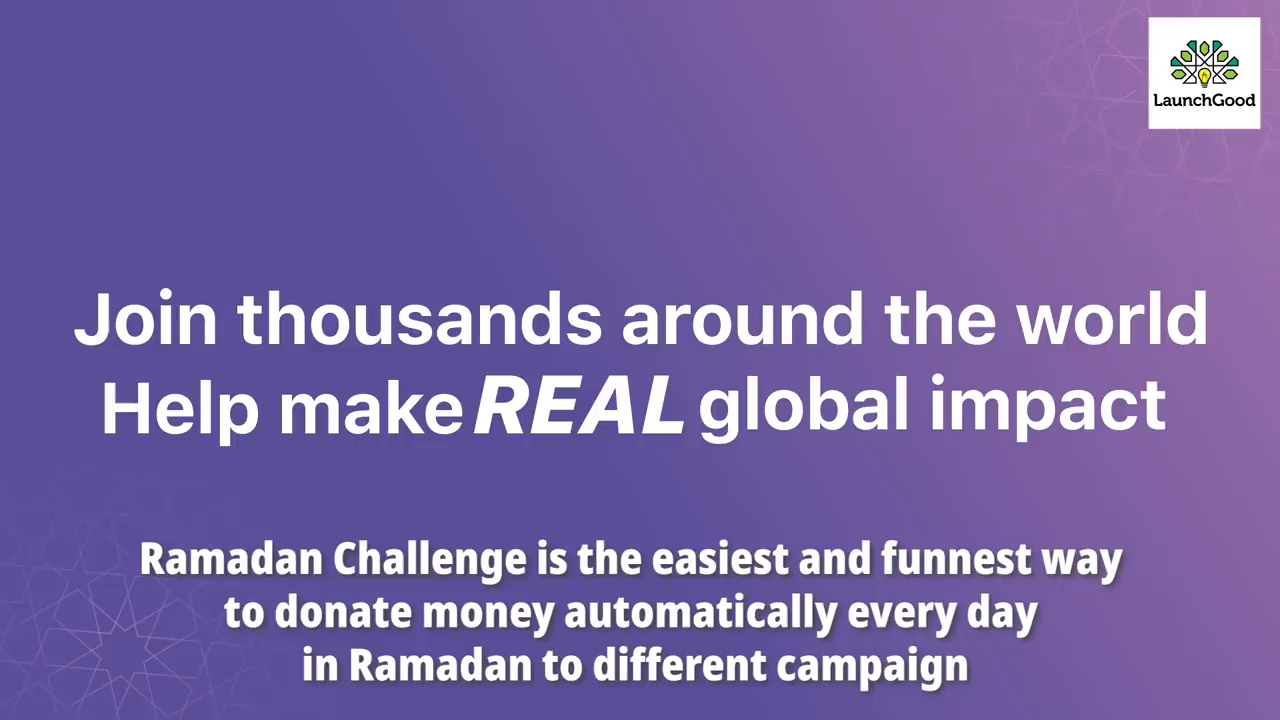 LaunchGood
Join thousands around the world
Help make REAL global impact
Ramadan Challenge is the easiest and funnest way
to donate money automatically every day
in Ramadan to different campaign